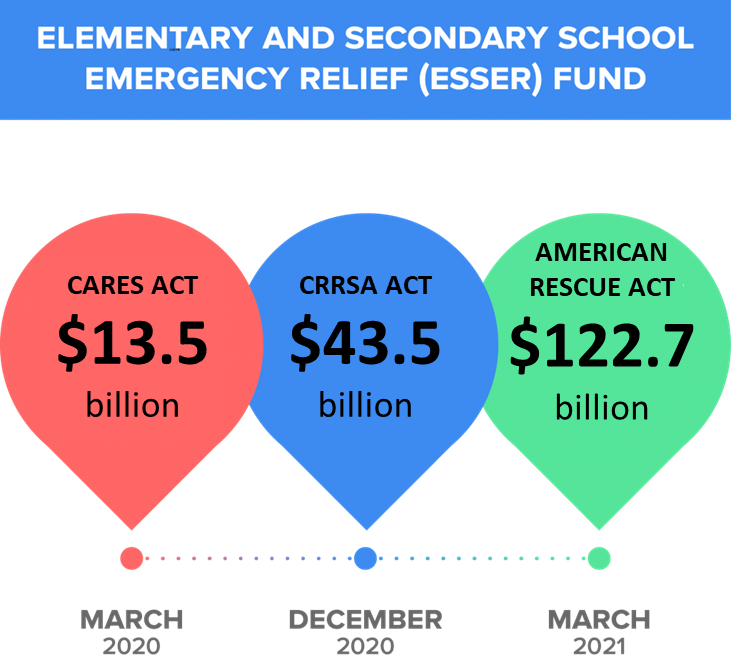 ELEMENTARY AND SECONDARY SCHOOL
EMERGENCY RELIEF (ESSER) FUND
CARES ACT
$13.5
billion
CRRSA ACT
$43.5
billion
AMERICAN
RESCUE ACT
$122.7
billion
MARCH
2020
DECEMBER
2020
MARCH
2021